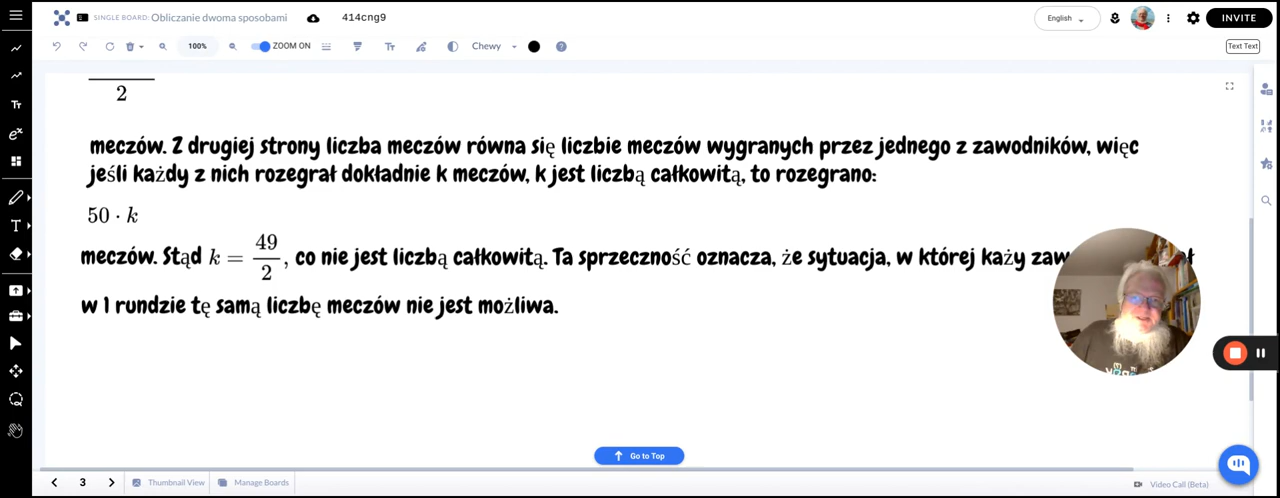 SINGLE BOARD: Obliczanie dwoma sposobami 414cng9 English INVITE
100% ZOOM ON Tr Chewy ? Text Text
2
meczów. Z drugiej strony liczba meczów równa się liczbie meczów wygranych przez jednego z zawodników, więc
jeśli każdy z nich rozegrał dokładnie k meczów, k jest liczbą całkowitą, to rozegrano:
50 · k
meczów. Stąd k = 49/2, co nie jest liczbą całkowitą. Ta sprzeczność oznacza, że sytuacja, w której każy
w 1 rundzie tę samą liczbę meczów nie jest możliwa.
Go to Top
3 Thumbnail View Manage Boards Video Call (Beta)